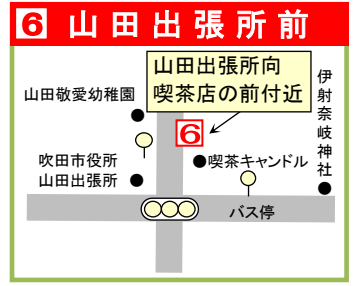 6 山田出張所前
山田出張所向
喫茶店の前付近
山田敬愛幼稚園
伊射奈岐神社
6
吹田市役所
山田出張所
喫茶キャンドル
バス停